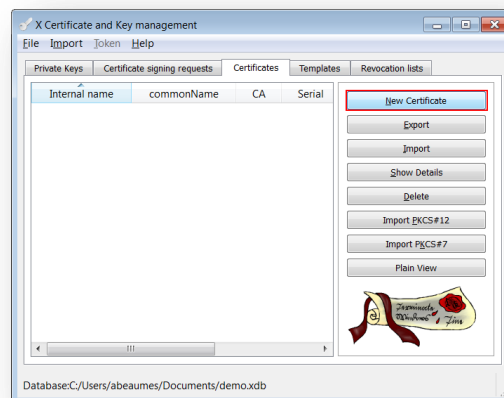 X Certificate and Key management
File Import Token Help
Private Keys Certificate signing requests Certificates Templates Revocation lists
Internal name commonName CA Serial
New Certificate
Export
Import
Show Details
Delete
Import PKCS#12
Import PKCS#7
Plain View
Database:C:/Users/abeaumes/Documents/demo.xdb